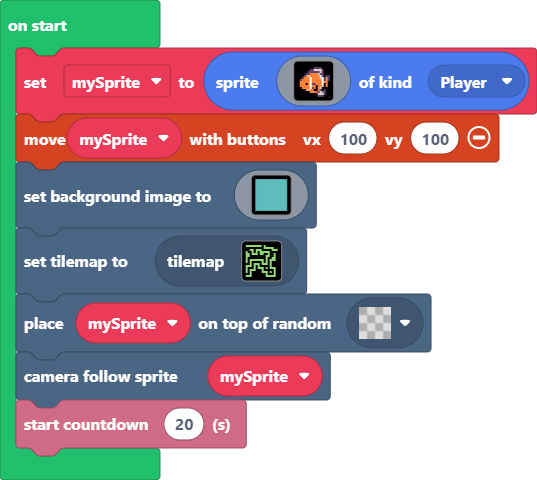 on start
set mySprite to sprite of kind Player
move mySprite with buttons vx 100 vy 100
set background image to
set tilemap to tilemap
place mySprite on top of random
camera follow sprite mySprite
start countdown 20 (s)